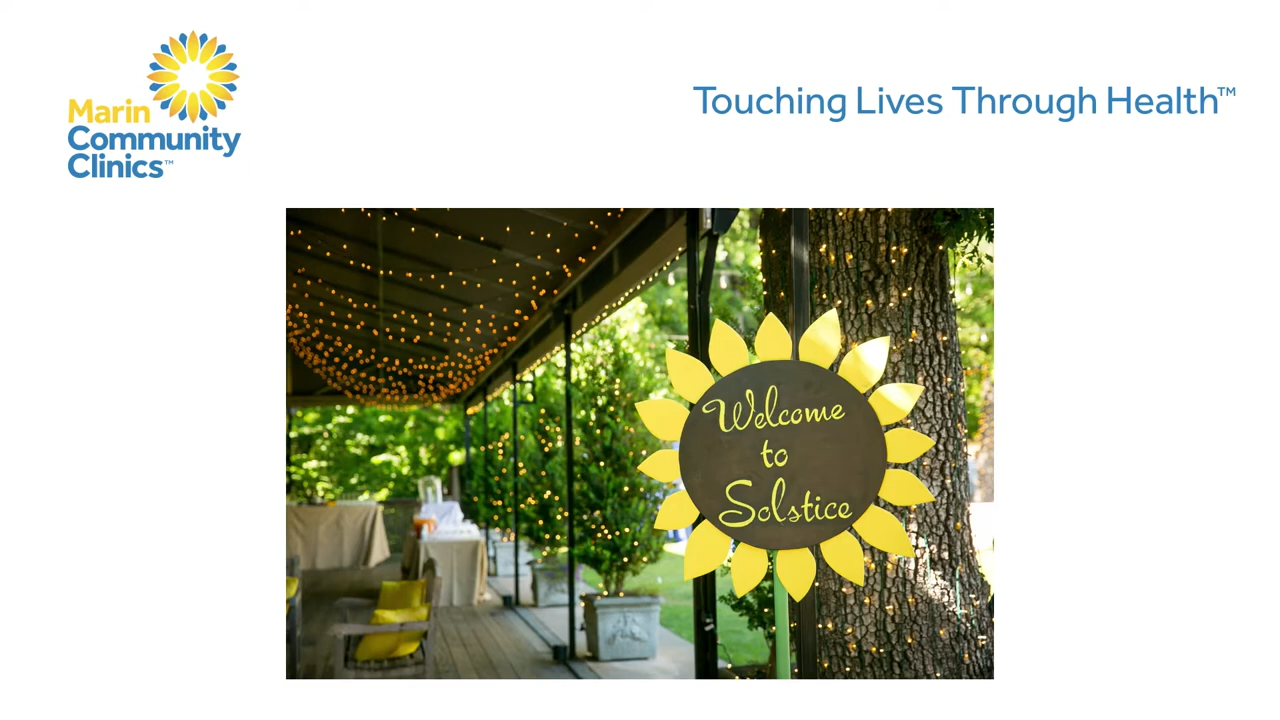 Marin
Community
Clinics™
Touching Lives Through Health™
Welcome
to
Solstice